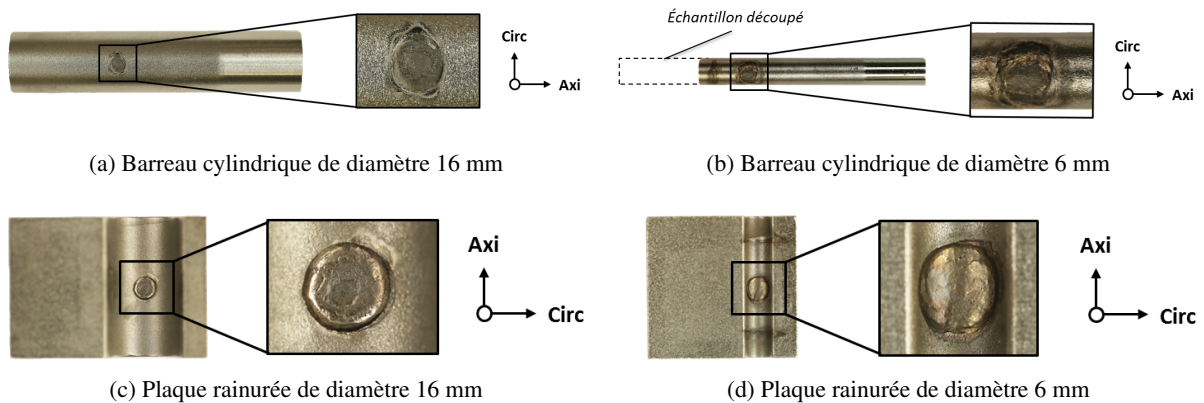 Échantillon découpé
Circ
Axi
Circ
Axi
(a) Barreau cylindrique de diamètre 16 mm
(b) Barreau cylindrique de diamètre 6 mm
Axi
Circ
Axi
Circ
(c) Plaque rainurée de diamètre 16 mm
(d) Plaque rainurée de diamètre 6 mm